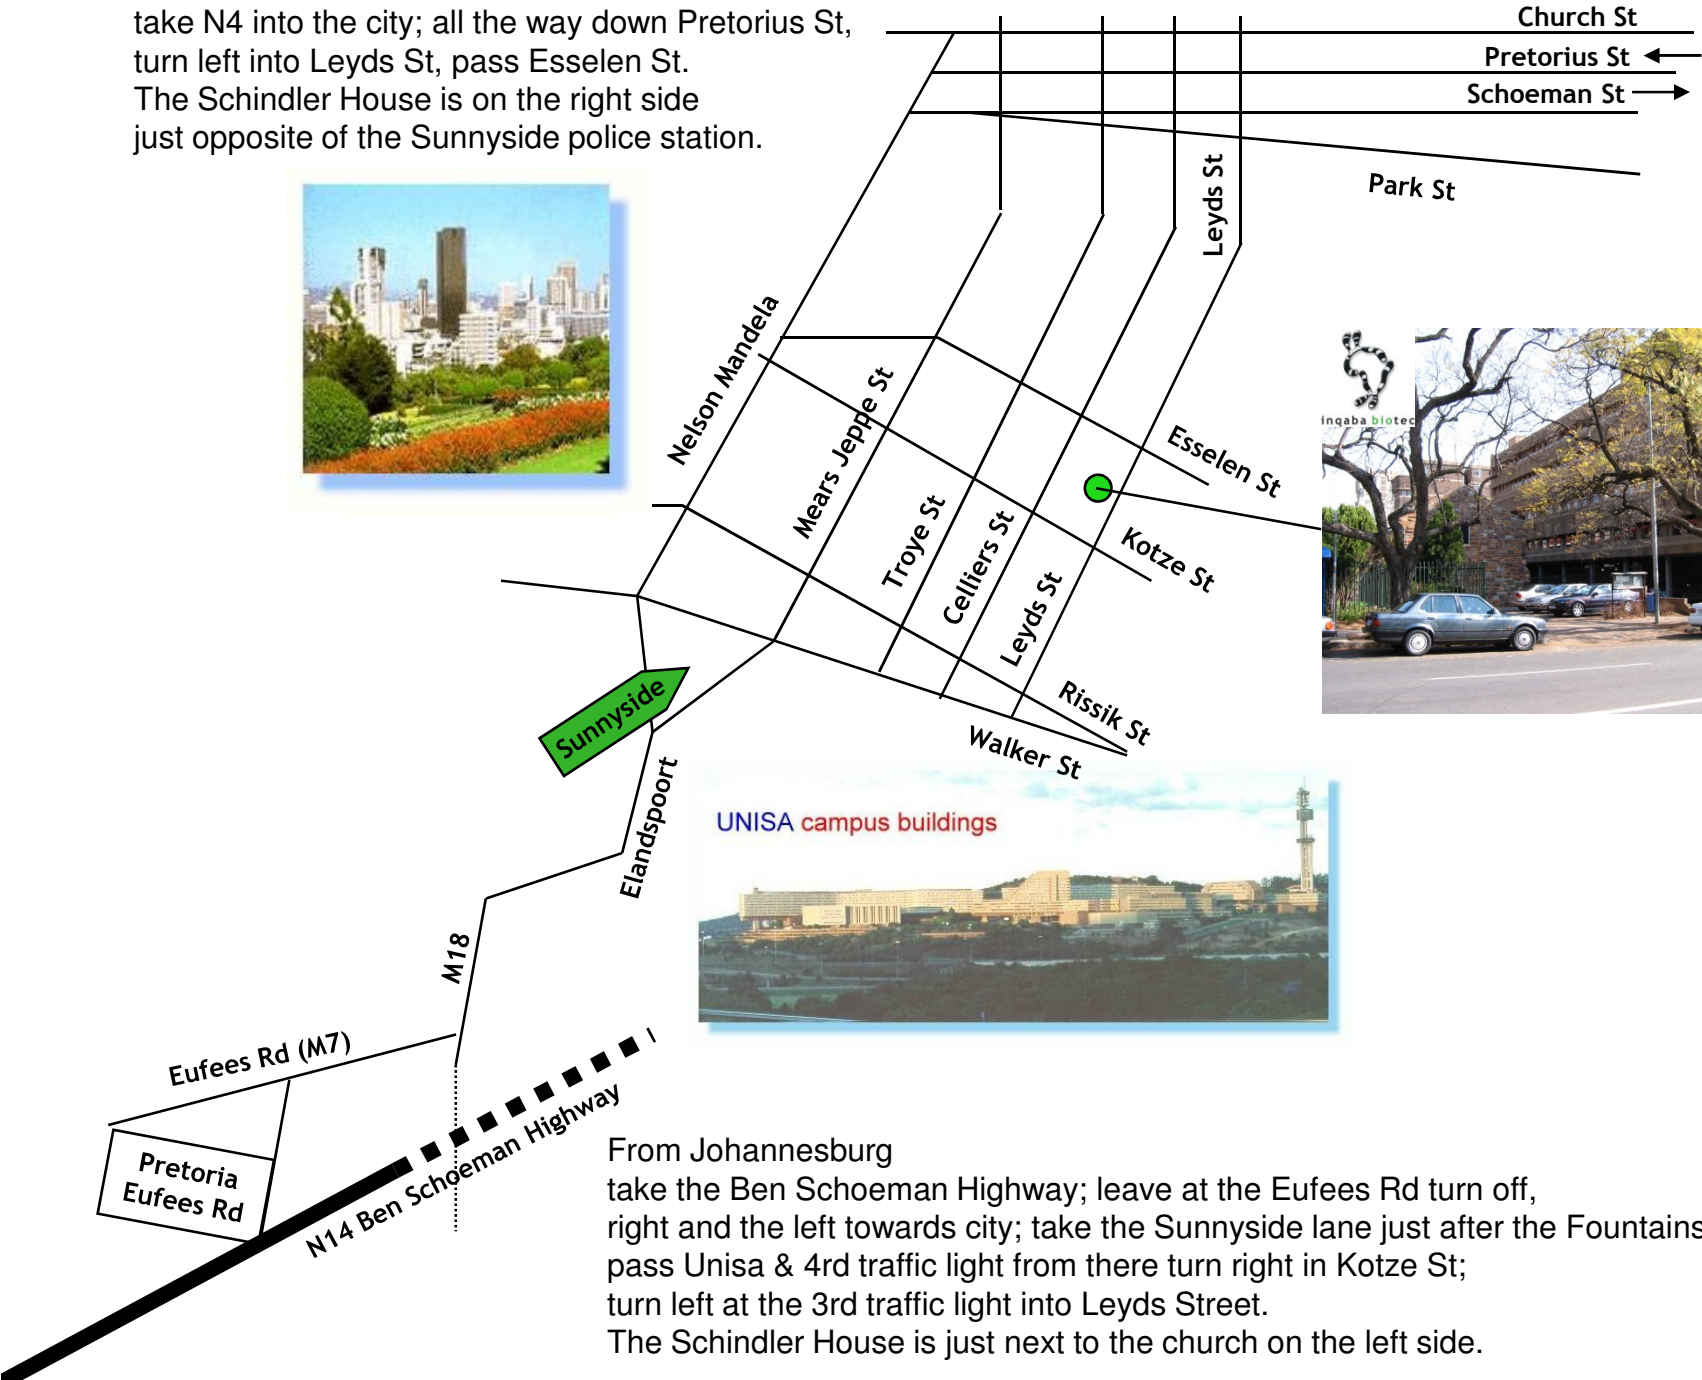 take N4 into the city; all the way down Pretorius St,
turn left into Leyds St, pass Esselen St.
The Schindler House is on the right side
just opposite of the Sunnyside police station.
Church St
Pretorius St
Schoeman St
Park St
Leyds St
Nelson Mandela
Mears Jeppe St
inqaba biotec
Esselen St
Troye St
Celliers St
Kotze St
Leyds St
Rissik St
Walker St
Sunnyside
Elandspoort
UNISA campus buildings
M18
Eufees Rd (M7)
Pretoria
Eufees Rd
N14 Ben Schoeman Highway
From Johannesburg
take the Ben Schoeman Highway; leave at the Eufees Rd turn off,
right and the left towards city; take the Sunnyside lane just after the Fountains
pass Unisa & 4rd traffic light from there turn right in Kotze St;
turn left at the 3rd traffic light into Leyds Street.
The Schindler House is just next to the church on the left side.